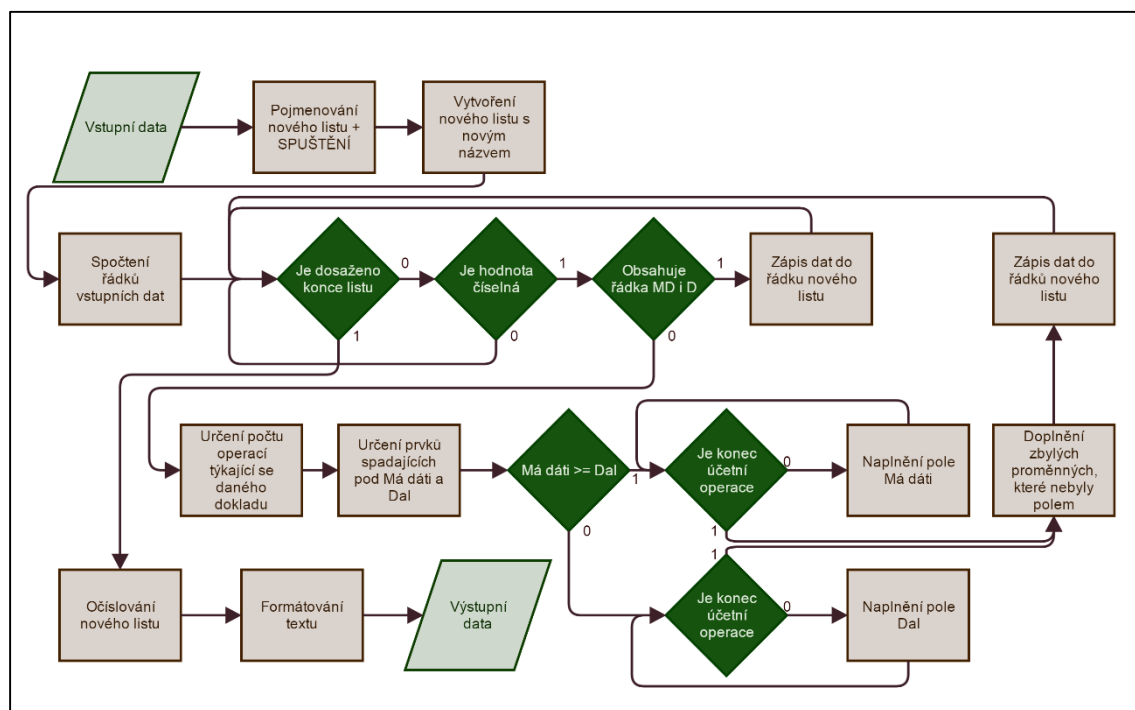 Vstupní data
Pojmenování
nového listu +
SPUŠTĚNÍ
Vytvoření
nového listu s
novým
názvem
Spočtení
řádků
vstupních dat
Je dosaženo
konce listu
0
1
Je hodnota
číselná
1
0
Obsahuje
řádka MD i D
1
0
Zápis dat do
řádku nového
listu
Zápis dat do
řádků nového
listu
Určení počtu
operací
týkající se
daného
dokladu
Určení prvků
spadajících
pod Má dáti a
Dal
Má dáti >= Dal
1
0
Je konec
účetní
operace
0
1
Naplnění pole
Má dáti
Doplnění
zbylých
proměnných,
které nebyly
polem
Očíslování
nového listu
Formátování
textu
Výstupní
data
1
Je konec
účetní
operace
0
Naplnění pole
Dal